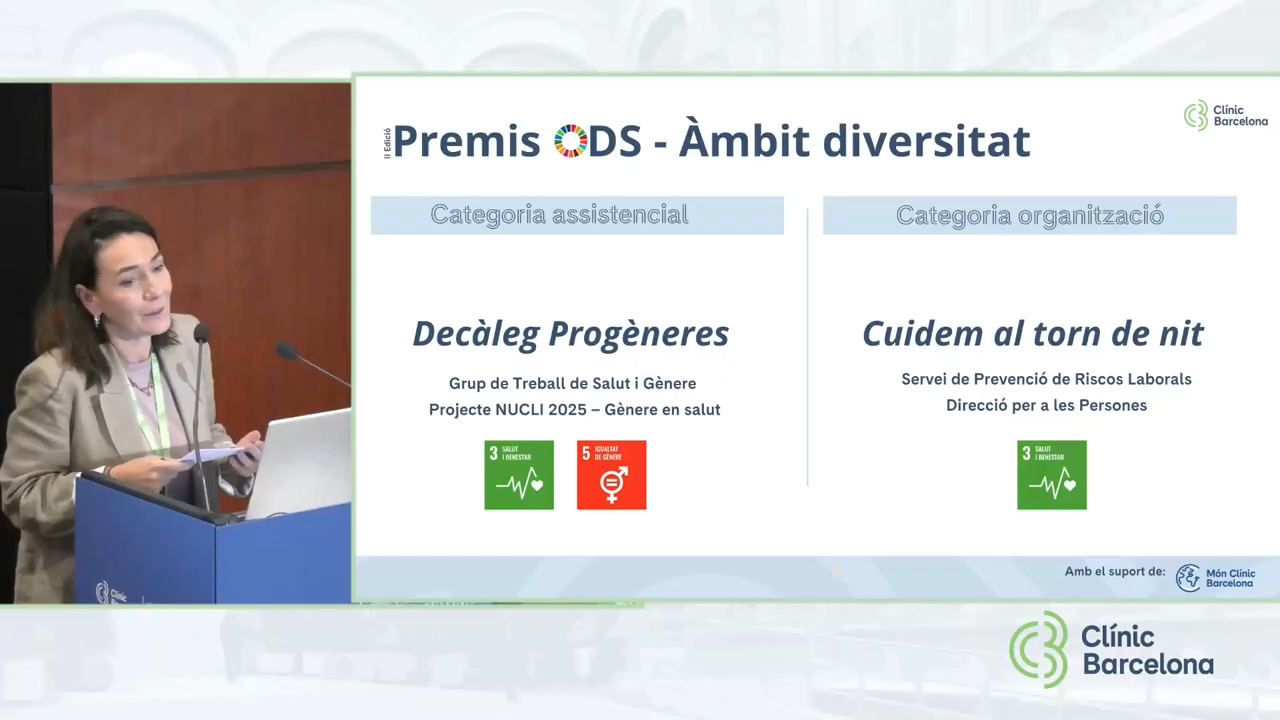 II Edició
Premis ODS - Àmbit diversitat
Clínic
Barcelona
Categoria assistencial
Categoria organització
Decàleg Progèneres
Grup de Treball de Salut i Gènere
Projecte NUCLI 2025 – Gènere en salut
3 SALUT
I BENESTAR
5 IGUALTAT
DE GÈNERE
Cuidem al torn de nit
Servei de Prevenció de Riscos Laborals
Direcció per a les Persones
3 SALUT
I BENESTAR
Amb el suport de:
Món Clínic
Barcelona
Clínic
Clínic
Barcelona